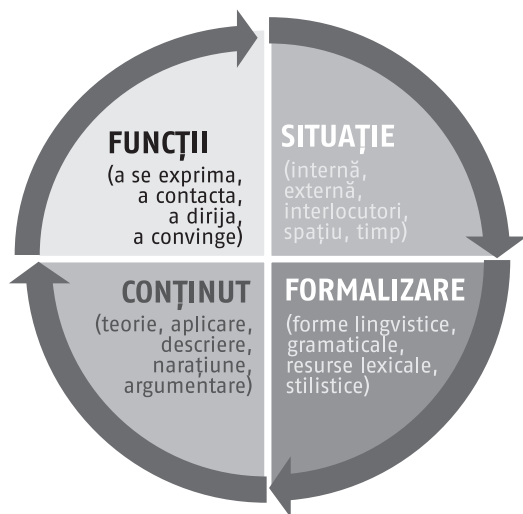 FUNCȚII
(a se exprima,
a contacta,
a dirija,
a convinge)
SITUAȚIE
(internă,
externă,
interlocutori,
spațiu, timp)
CONȚINUT
(teorie, aplicare,
descriere,
narațiune,
argumentare)
FORMALIZARE
(forme lingvistice,
gramaticale,
resurse lexicale,
stilistice)